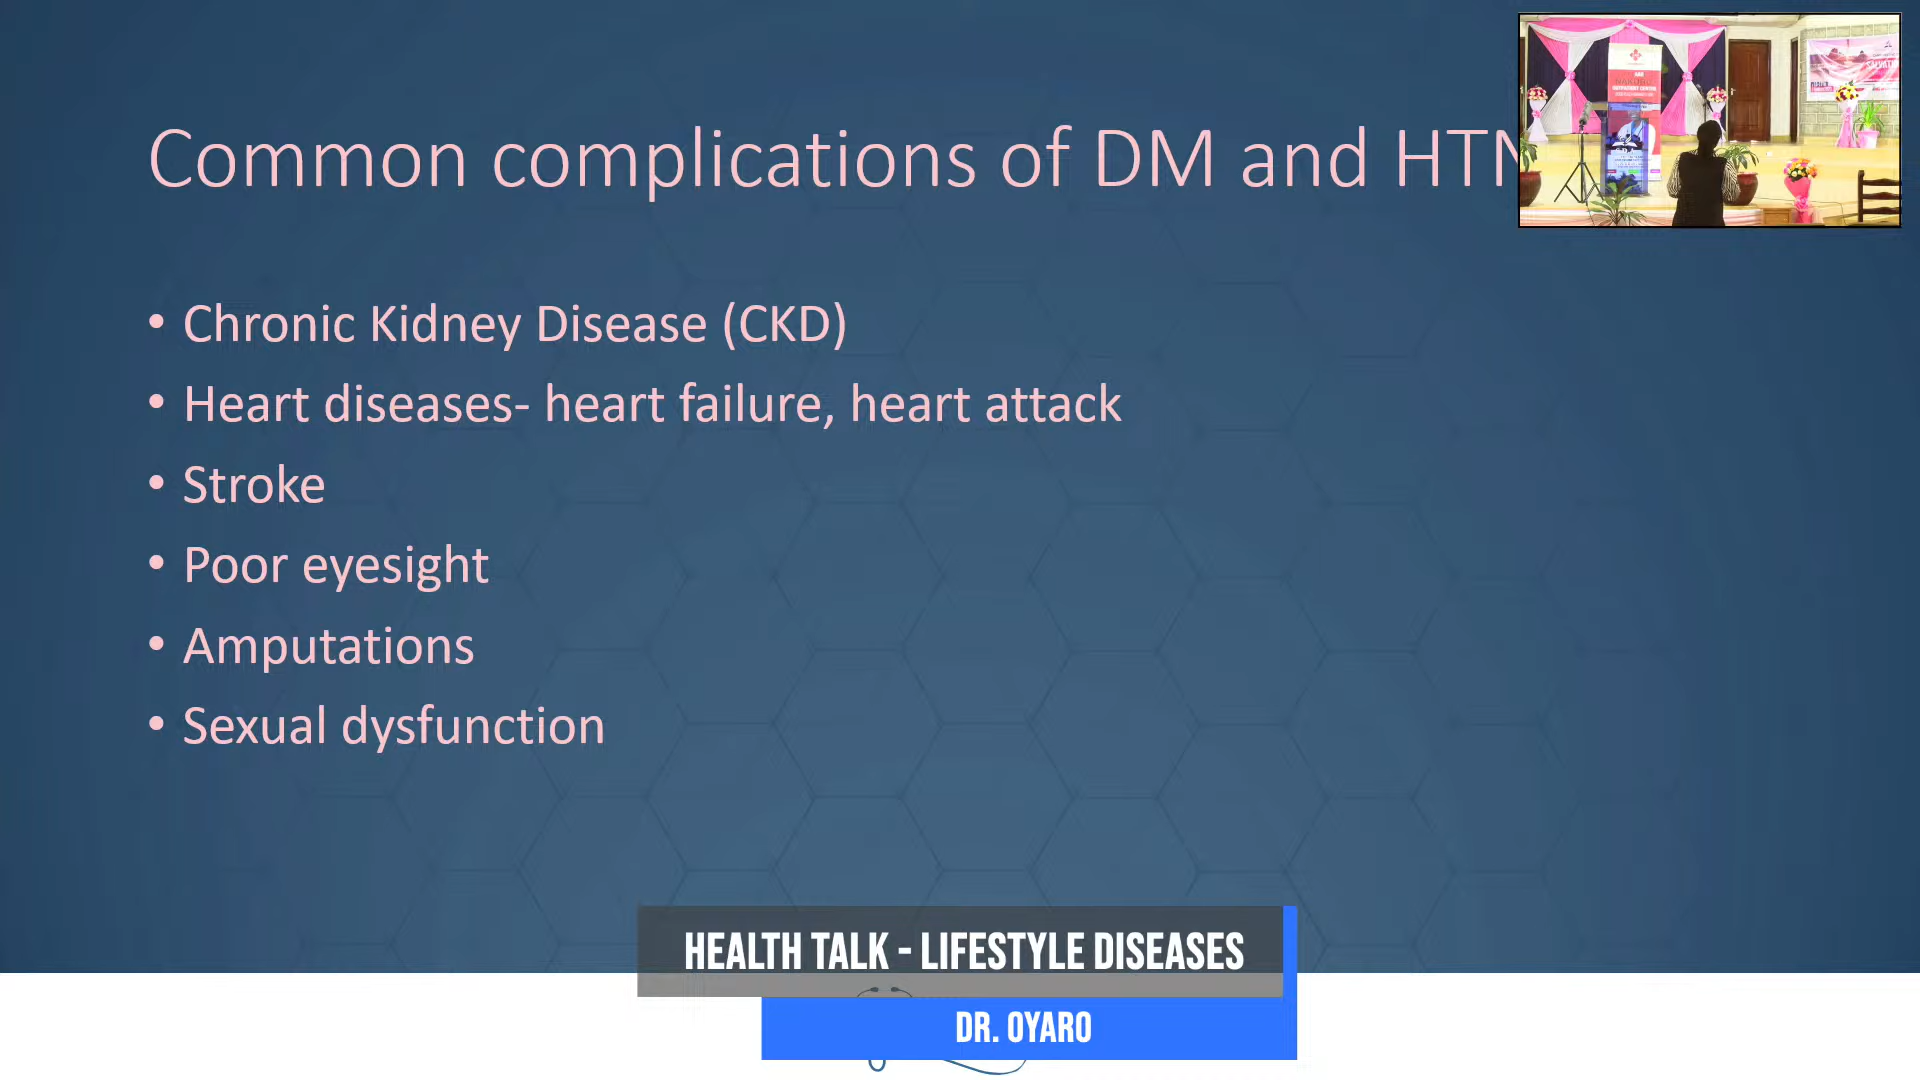 Common complications of DM and HTN
• Chronic Kidney Disease (CKD)
• Heart diseases- heart failure, heart attack
• Stroke
• Poor eyesight
• Amputations
• Sexual dysfunction
HEALTH TALK - LIFESTYLE DISEASES
DR. OYARO